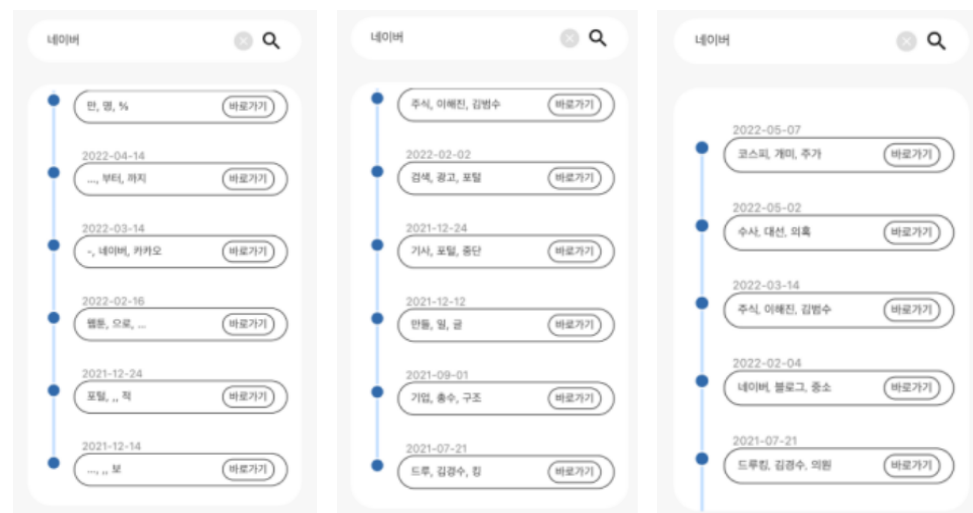 네이버
만, 명, %
바로가기
2022-04-14
..., 부터, 까지
바로가기
2022-03-14
-, 네이버, 카카오
바로가기
2022-02-16
웹툰, 으로, ...
바로가기
2021-12-24
포털, ,, 적
바로가기
2021-12-14
..., ,, 보
바로가기
네이버
주식, 이해진, 김범수
바로가기
2022-02-02
검색, 광고, 포털
바로가기
2021-12-24
기사, 포털, 중단
바로가기
2021-12-12
만들, 일, 글
바로가기
2021-09-01
기업, 총수, 구조
바로가기
2021-07-21
드루, 김경수, 킹
바로가기
네이버
2022-05-07
코스피, 개미, 주가
바로가기
2022-05-02
수사, 대선, 의혹
바로가기
2022-03-14
주식, 이해진, 김범수
바로가기
2022-02-04
네이버, 블로그, 중소
바로가기
2021-07-21
드루킹, 김경수, 의원
바로가기